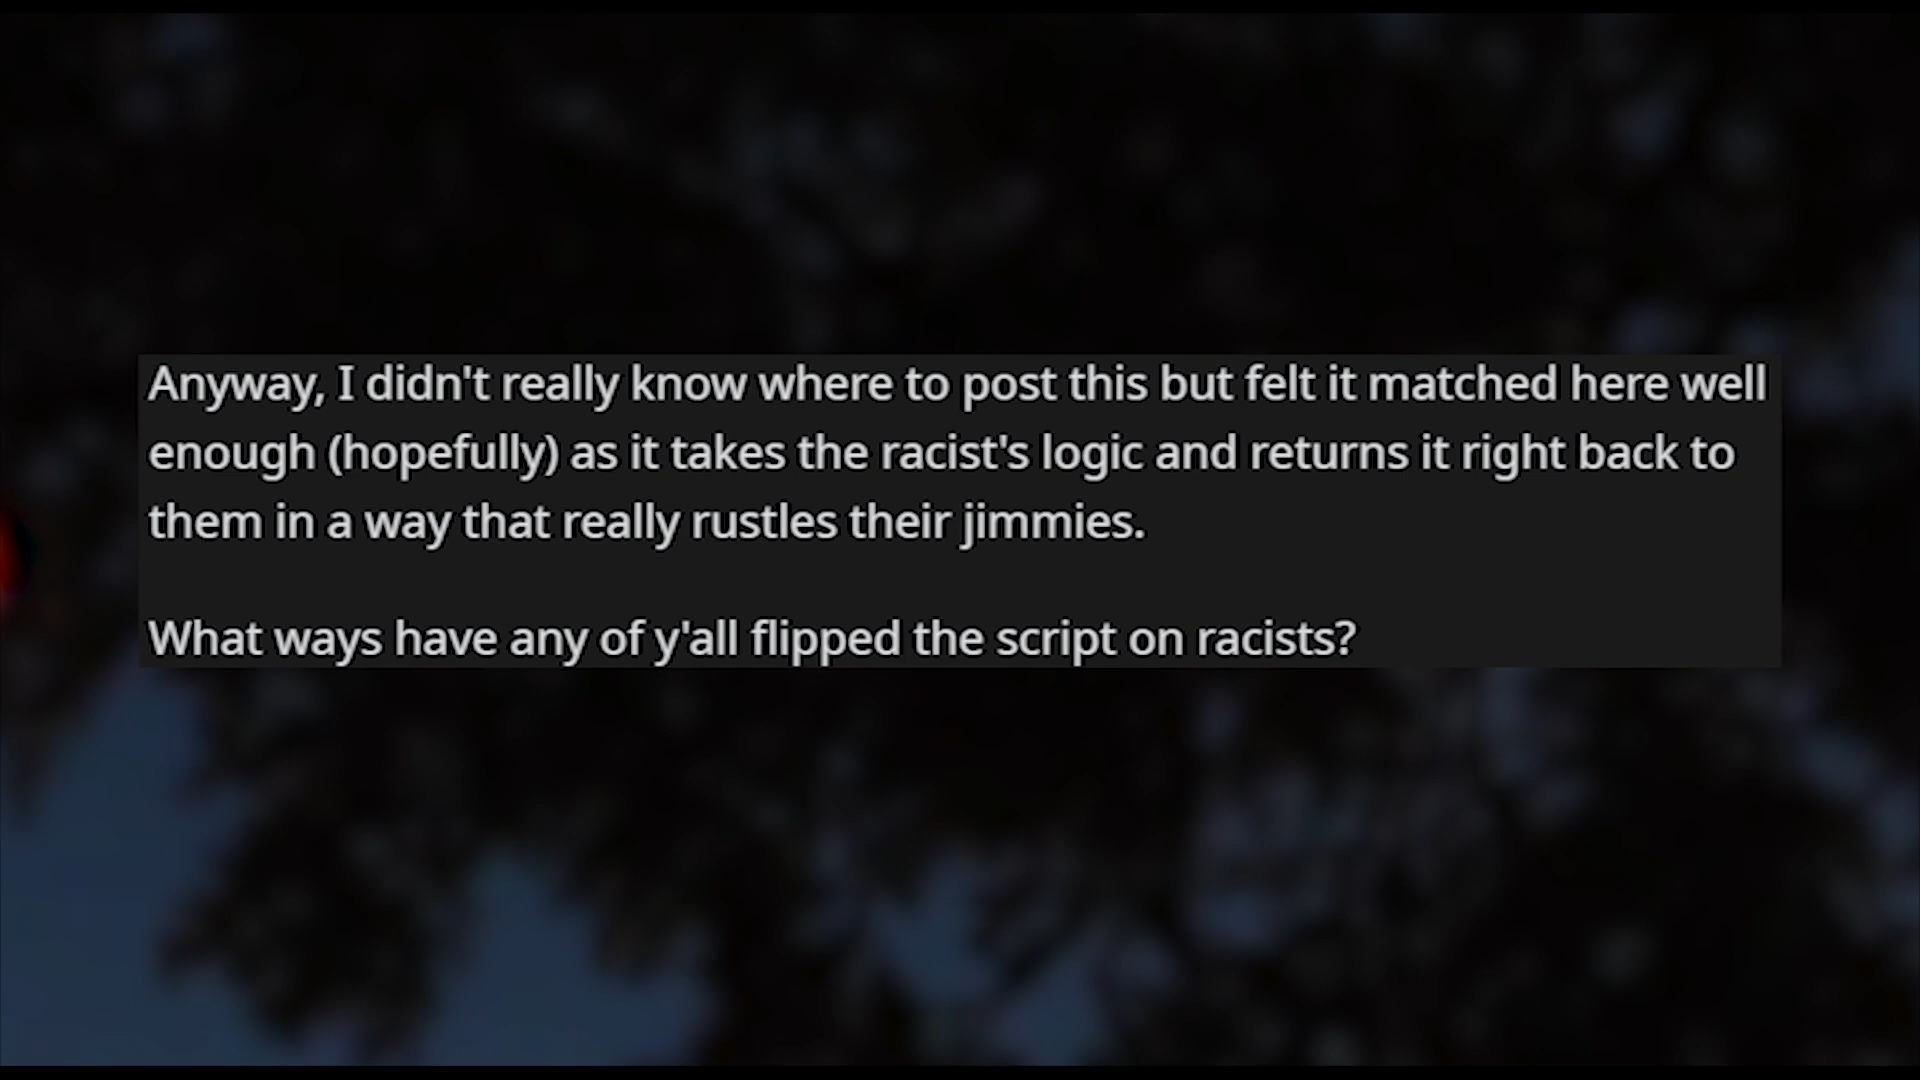 Anyway, I didn't really know where to post this but felt it matched here well
enough (hopefully) as it takes the racist's logic and returns it right back to
them in a way that really rustles their jimmies.
What ways have any of y'all flipped the script on racists?